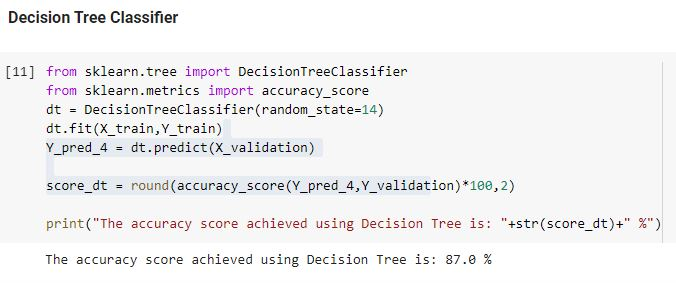 Decision Tree Classifier
[11] from sklearn.tree import DecisionTreeClassifier
from sklearn.metrics import accuracy_score
dt = DecisionTreeClassifier(random_state=14)
dt.fit(X_train,Y_train)
Y_pred_4 = dt.predict(X_validation)
score_dt = round(accuracy_score(Y_pred_4,Y_validation)*100,2)
print("The accuracy score achieved using Decision Tree is: "+str(score_dt)+" %")
The accuracy score achieved using Decision Tree is: 87.0 %